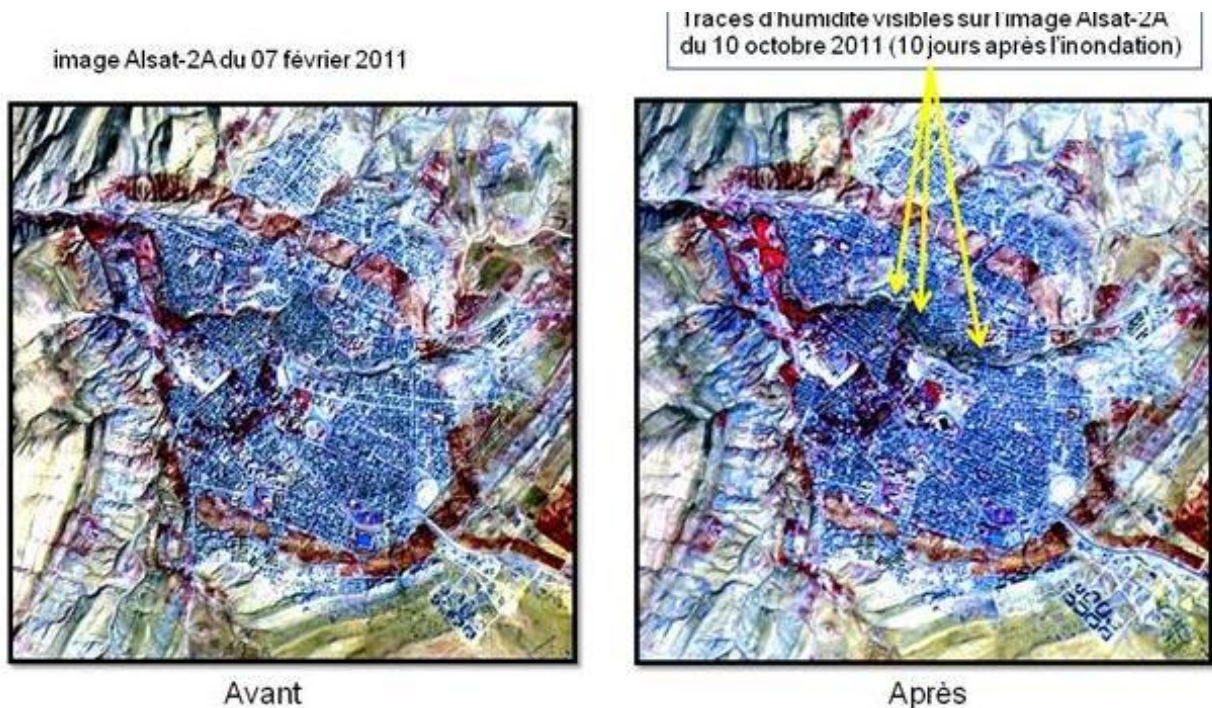 image Alsat-2A du 07 février 2011
Traces d'humidité visibles sur l'image Alsat-2A
du 10 octobre 2011 (10 jours après l'inondation)
Avant
Après